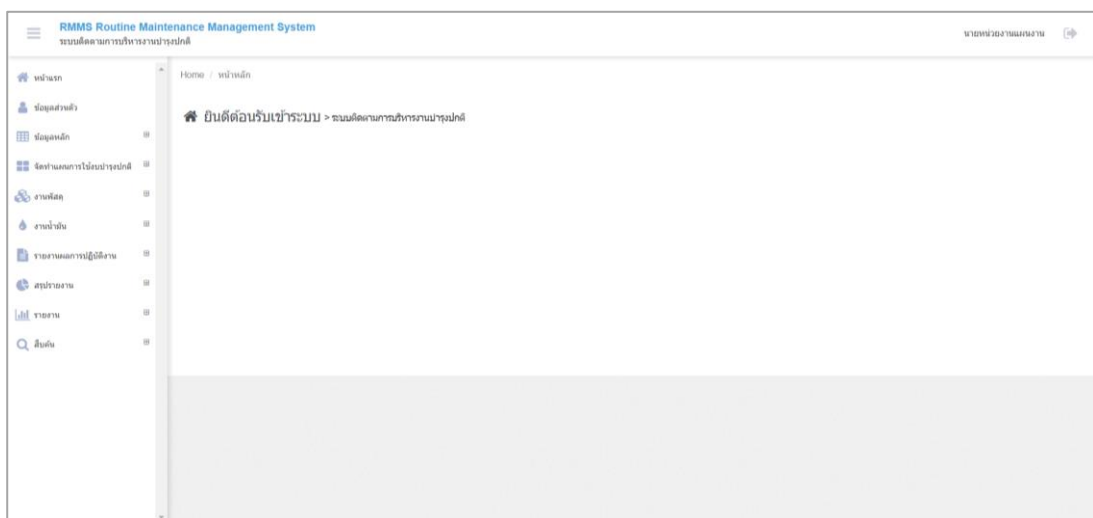 RMMS Routine Maintenance Management System
ระบบติดตามการบริหารงานบำรุงปกติ
นายหน่วยงานแผนงาน
หน้าแรก
ข้อมูลส่วนตัว
ข้อมูลหลัก
จัดทำแผนการใช้งบบำรุงปกติ
งานพัสดุ
งานน้ำมัน
รายงานผลการปฏิบัติงาน
สรุปรายงาน
รายงาน
สืบค้น
Home / หน้าหลัก
ยินดีต้อนรับเข้าระบบ > ระบบติดตามการบริหารงานบำรุงปกติ